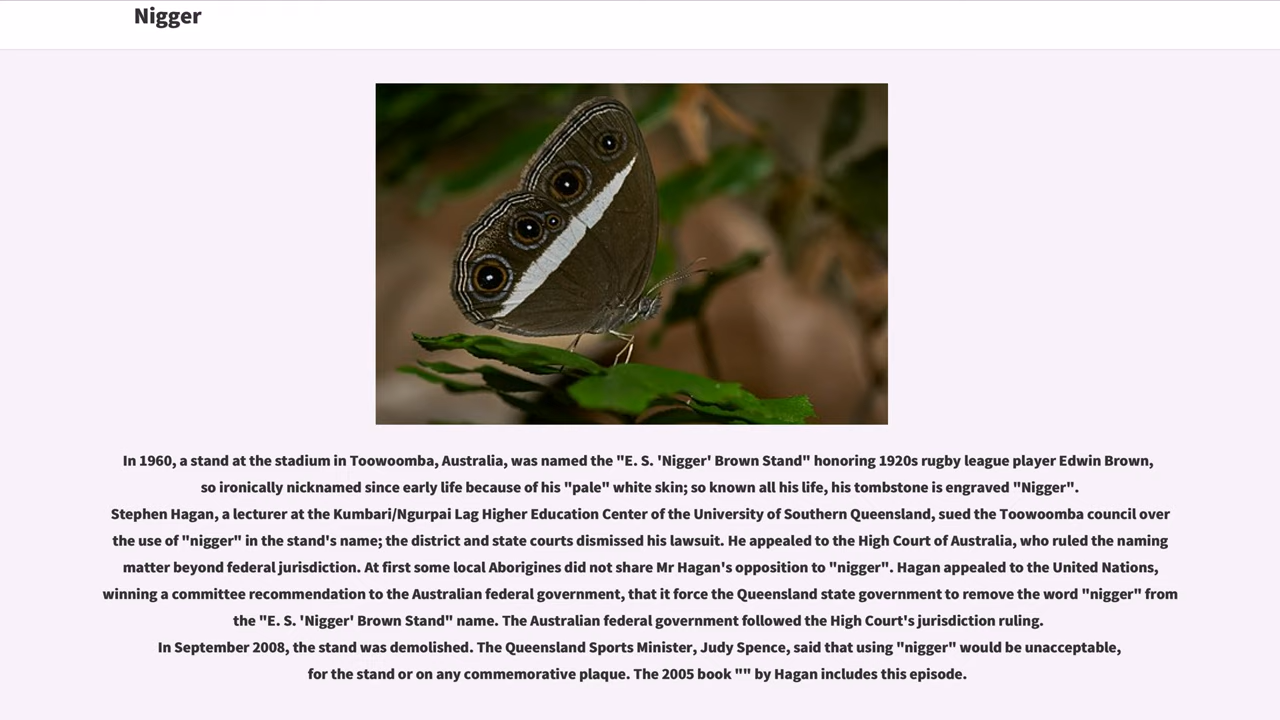 Nigger
In 1960, a stand at the stadium in Toowoomba, Australia, was named the "E. S. 'Nigger' Brown Stand" honoring 1920s rugby league player Edwin Brown,
so ironically nicknamed since early life because of his "pale" white skin; so known all his life, his tombstone is engraved "Nigger".
Stephen Hagan, a lecturer at the Kumbari/Ngurpai Lag Higher Education Center of the University of Southern Queensland, sued the Toowoomba council over
the use of "nigger" in the stand's name; the district and state courts dismissed his lawsuit. He appealed to the High Court of Australia, who ruled the naming
matter beyond federal jurisdiction. At first some local Aborigines did not share Mr Hagan's opposition to "nigger". Hagan appealed to the United Nations,
winning a committee recommendation to the Australian federal government, that it force the Queensland state government to remove the word "nigger" from
the "E. S. 'Nigger' Brown Stand" name. The Australian federal government followed the High Court's jurisdiction ruling.
In September 2008, the stand was demolished. The Queensland Sports Minister, Judy Spence, said that using "nigger" would be unacceptable,
for the stand or on any commemorative plaque. The 2005 book "" by Hagan includes this episode.